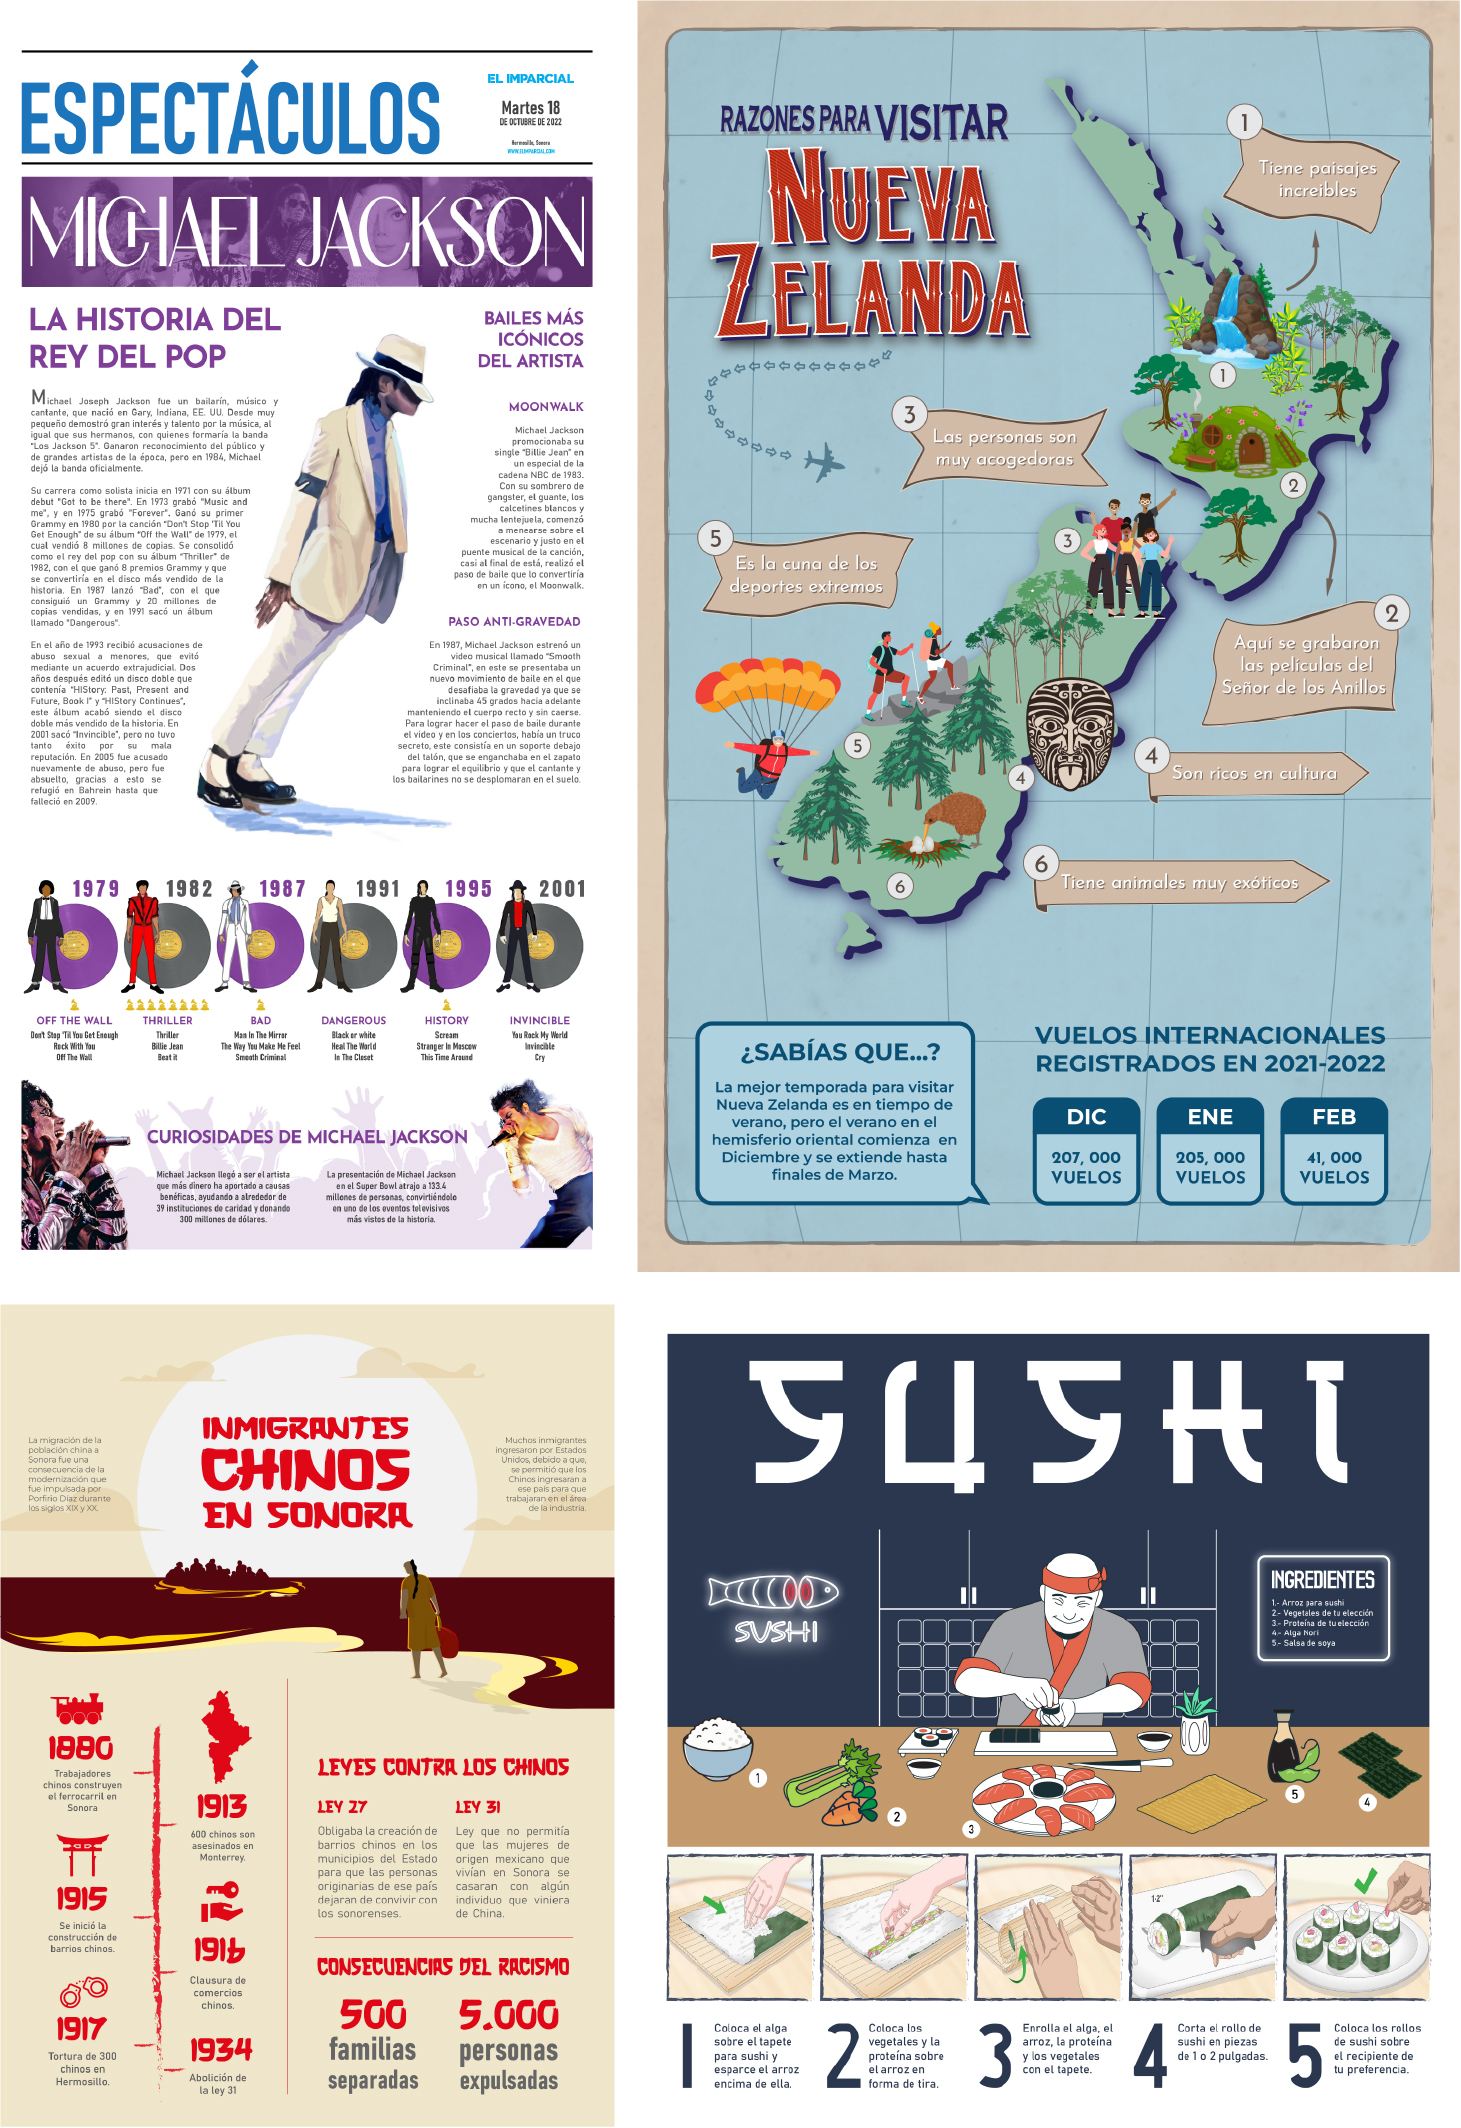 ESPECTÁCULOS
EL IMPARCIAL
Martes 18
DE OCTUBRE DE 2022
Hermosillo, Sonora
WWW.ELIMPARCIAL.COM
MICHAEL JACKSON
LA HISTORIA DEL
REY DEL POP
Michael Joseph Jackson fue un bailarín, músico y
cantante, que nació en Gary, Indiana, EE. UU. Desde muy
pequeño demostró gran interés y talento por la música, al
igual que sus hermanos, con quienes formaría la banda
"Los Jackson 5". Ganaron reconocimiento del público y
de grandes artistas de la época, pero en 1984, Michael
dejó la banda oficialmente.
Su carrera como solista inicia en 1971 con su álbum
debut "Got to be there". En 1973 grabó "Music and
me", y en 1975 grabó "Forever". Ganó su primer
Grammy en 1980 por la canción "Don't Stop 'Til You
Get Enough" de su álbum "Off the Wall" de 1979, el
cual vendió 8 millones de copias. Se consolidó
como el rey del pop con su álbum "Thriller" de
1982, con el que ganó 8 premios Grammy y que
se convertiría en el disco más vendido de la
historia. En 1987 lanzó "Bad", con el que
consiguió un Grammy y 20 millones de
copias vendidas, y en 1991 sacó un álbum
llamado "Dangerous".
En el año de 1993 recibió acusaciones de
abuso sexual a menores, que evitó
mediante un acuerdo extrajudicial. Dos
años después editó un disco doble que
contenía "HIStory: Past, Present and
Future, Book I" y "HIStory Continues",
este álbum acabó siendo el disco
doble más vendido de la historia. En
2001 sacó "Invincible", pero no tuvo
tanto éxito por su mala
reputación. En 2005 fue acusado
nuevamente de abuso, pero fue
absuelto, gracias a esto se
refugió en Bahrein hasta que
falleció en 2009.
BAILES MÁS
ICÓNICOS
DEL ARTISTA
MOONWALK
Michael Jackson
promocionaba su
single "Billie Jean" en
un especial de la
cadena NBC de 1983.
Con su sombrero de
gangster, el guante, los
calcetines blancos y
mucha lentejuela, comenzó
a menearse sobre el
escenario y justo en el
puente musical de la canción,
casi al final de está, realizó el
paso de baile que lo convertiría
en un ícono, el Moonwalk.
PASO ANTI-GRAVEDAD
En 1987, Michael Jackson estrenó un
video musical llamado "Smooth
Criminal", en este se presentaba un
nuevo movimiento de baile en el que
desafiaba la gravedad ya que se
inclinaba 45 grados hacia adelante
manteniendo el cuerpo recto y sin caerse.
Para lograr hacer el paso de baile durante
el video y en los conciertos, había un truco
secreto, este consistía en un soporte debajo
del talón, que se enganchaba en el zapato
para lograr el equilibrio y que el cantante y
los bailarines no se desplomaran en el suelo.
1979 1982 1987 1991 1995 2001
OFF THE WALL
Don't Stop 'Til You Get Enough
Rock With You
Off The Wall
THRILLER
Thriller
Billie Jean
Beat it
BAD
Man In The Mirror
The Way You Make Me Feel
Smooth Criminal
DANGEROUS
Black or white
Heal The World
In The Closet
HISTORY
Scream
Stranger In Moscow
This Time Around
INVINCIBLE
You Rock My World
Invincible
Cry
CURIOSIDADES DE MICHAEL JACKSON
Michael Jackson llegó a ser el artista
que más dinero ha aportado a causas
benéficas, ayudando a alrededor de
39 instituciones de caridad y donando
300 millones de dólares.
La presentación de Michael Jackson
en el Super Bowl atrajo a 133.4
millones de personas, convirtiéndolo
en uno de los eventos televisivos
más vistos de la historia.
RAZONES PARA VISITAR
NUEVA
ZELANDA
1
Tiene paisajes
increibles
1
3
Las personas son
muy acogedoras
2
3
5
Es la cuna de los
deportes extremos
2
Aquí se grabaron
las películas del
Señor de los Anillos
5
4
4
Son ricos en cultura
6
6
Tiene animales muy exóticos
¿SABÍAS QUE...?
La mejor temporada para visitar
Nueva Zelanda es en tiempo de
verano, pero el verano en el
hemisferio oriental comienza en
Diciembre y se extiende hasta
finales de Marzo.
VUELOS INTERNACIONALES
REGISTRADOS EN 2021-2022
DIC
207, 000
VUELOS
ENE
205, 000
VUELOS
FEB
41, 000
VUELOS
INMIGRANTES
CHINOS
EN SONORA
La migración de la
población china a
Sonora fue una
consecuencia de la
modernización que
fue impulsada por
Porfirio Díaz durante
los siglos XIX y XX.
Muchos inmigrantes
ingresaron por Estados
Unidos, debido a que,
se permitió que los
Chinos ingresaran a
ese país para que
trabajaran en el área
de la industria.
1880
Trabajadores
chinos construyen
el ferrocarril en
Sonora
1913
600 chinos son
asesinados en
Monterrey.
1915
Se inició la
construcción de
barrios chinos.
1916
Clausura de
comercios
chinos.
1917
Tortura de 300
chinos en
Hermosillo.
1934
Abolición de
la ley 31
LEYES CONTRA LOS CHINOS
LEY 27
Obligaba la creación de
barrios chinos en los
municipios del Estado
para que las personas
originarias de ese país
dejaran de convivir con
los sonorenses.
LEY 31
Ley que no permitía
que las mujeres de
origen mexicano que
vivían en Sonora se
casaran con algún
individuo que viniera
de China.
CONSECUENCIAS DEL RACISMO
500
familias
separadas
5.000
personas
expulsadas
SUSHI
SUSHI
INGREDIENTES
1.- Arroz para sushi
2.- Vegetales de tu elección
3.- Proteína de tu elección
4.- Alga Nori
5.- Salsa de soya
1
2
3
5
4
1-2"
1
Coloca el alga
sobre el tapete
para sushi y
esparce el arroz
encima de ella.
2
Coloca los
vegetales y la
proteína sobre
el arroz en
forma de tira.
3
Enrolla el alga, el
arroz, la proteína
y los vegetales
con el tapete.
4
Corta el rollo de
sushi en piezas
de 1 o 2 pulgadas.
5
Coloca los rollos
de sushi sobre
el recipiente de
tu preferencia.